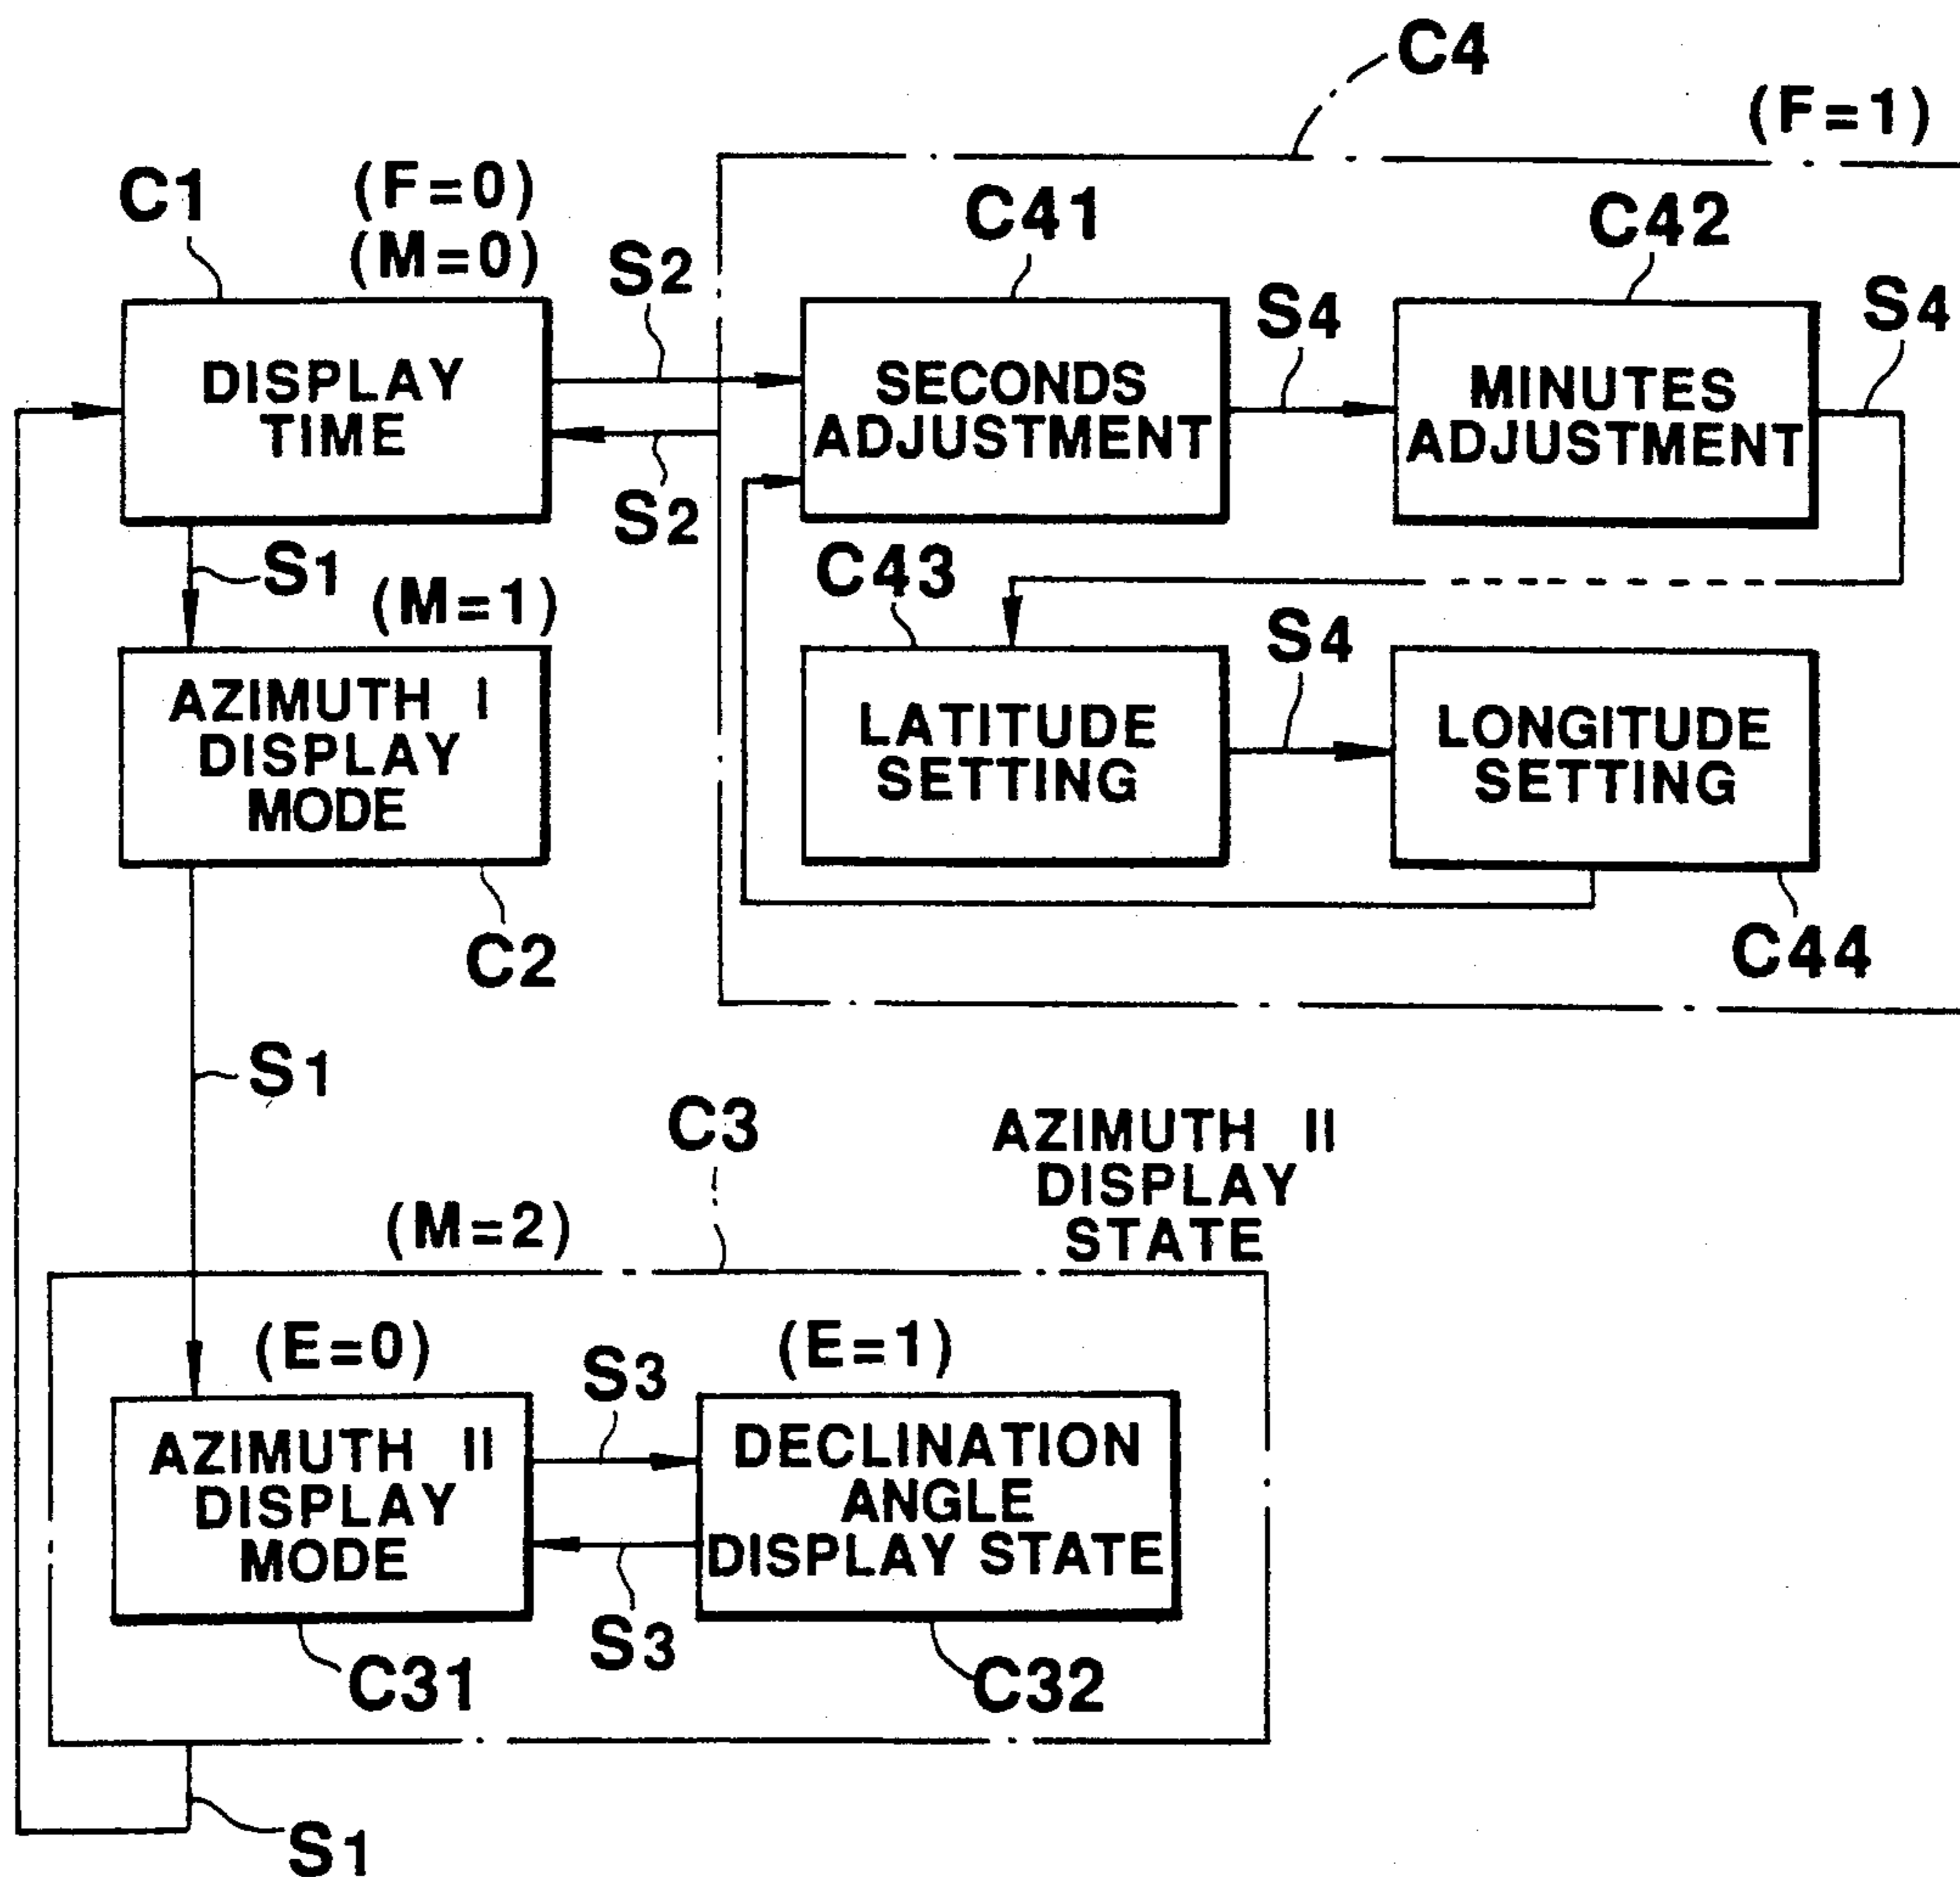 C4
(F=1)
C1
(F=0)
(M=0)
S2
C41
C42
S4
S4
DISPLAY
TIME
SECONDS
ADJUSTMENT
MINUTES
ADJUSTMENT
S2
S1
(M=1)
C43
S4
AZIMUTH I
DISPLAY
MODE
LATITUDE
SETTING
LONGITUDE
SETTING
C2
C44
S1
C3
AZIMUTH II
DISPLAY
STATE
(M=2)
(E=0)
S3
(E=1)
AZIMUTH II
DISPLAY
MODE
DECLINATION
ANGLE
DISPLAY STATE
S3
C31
C32
S1